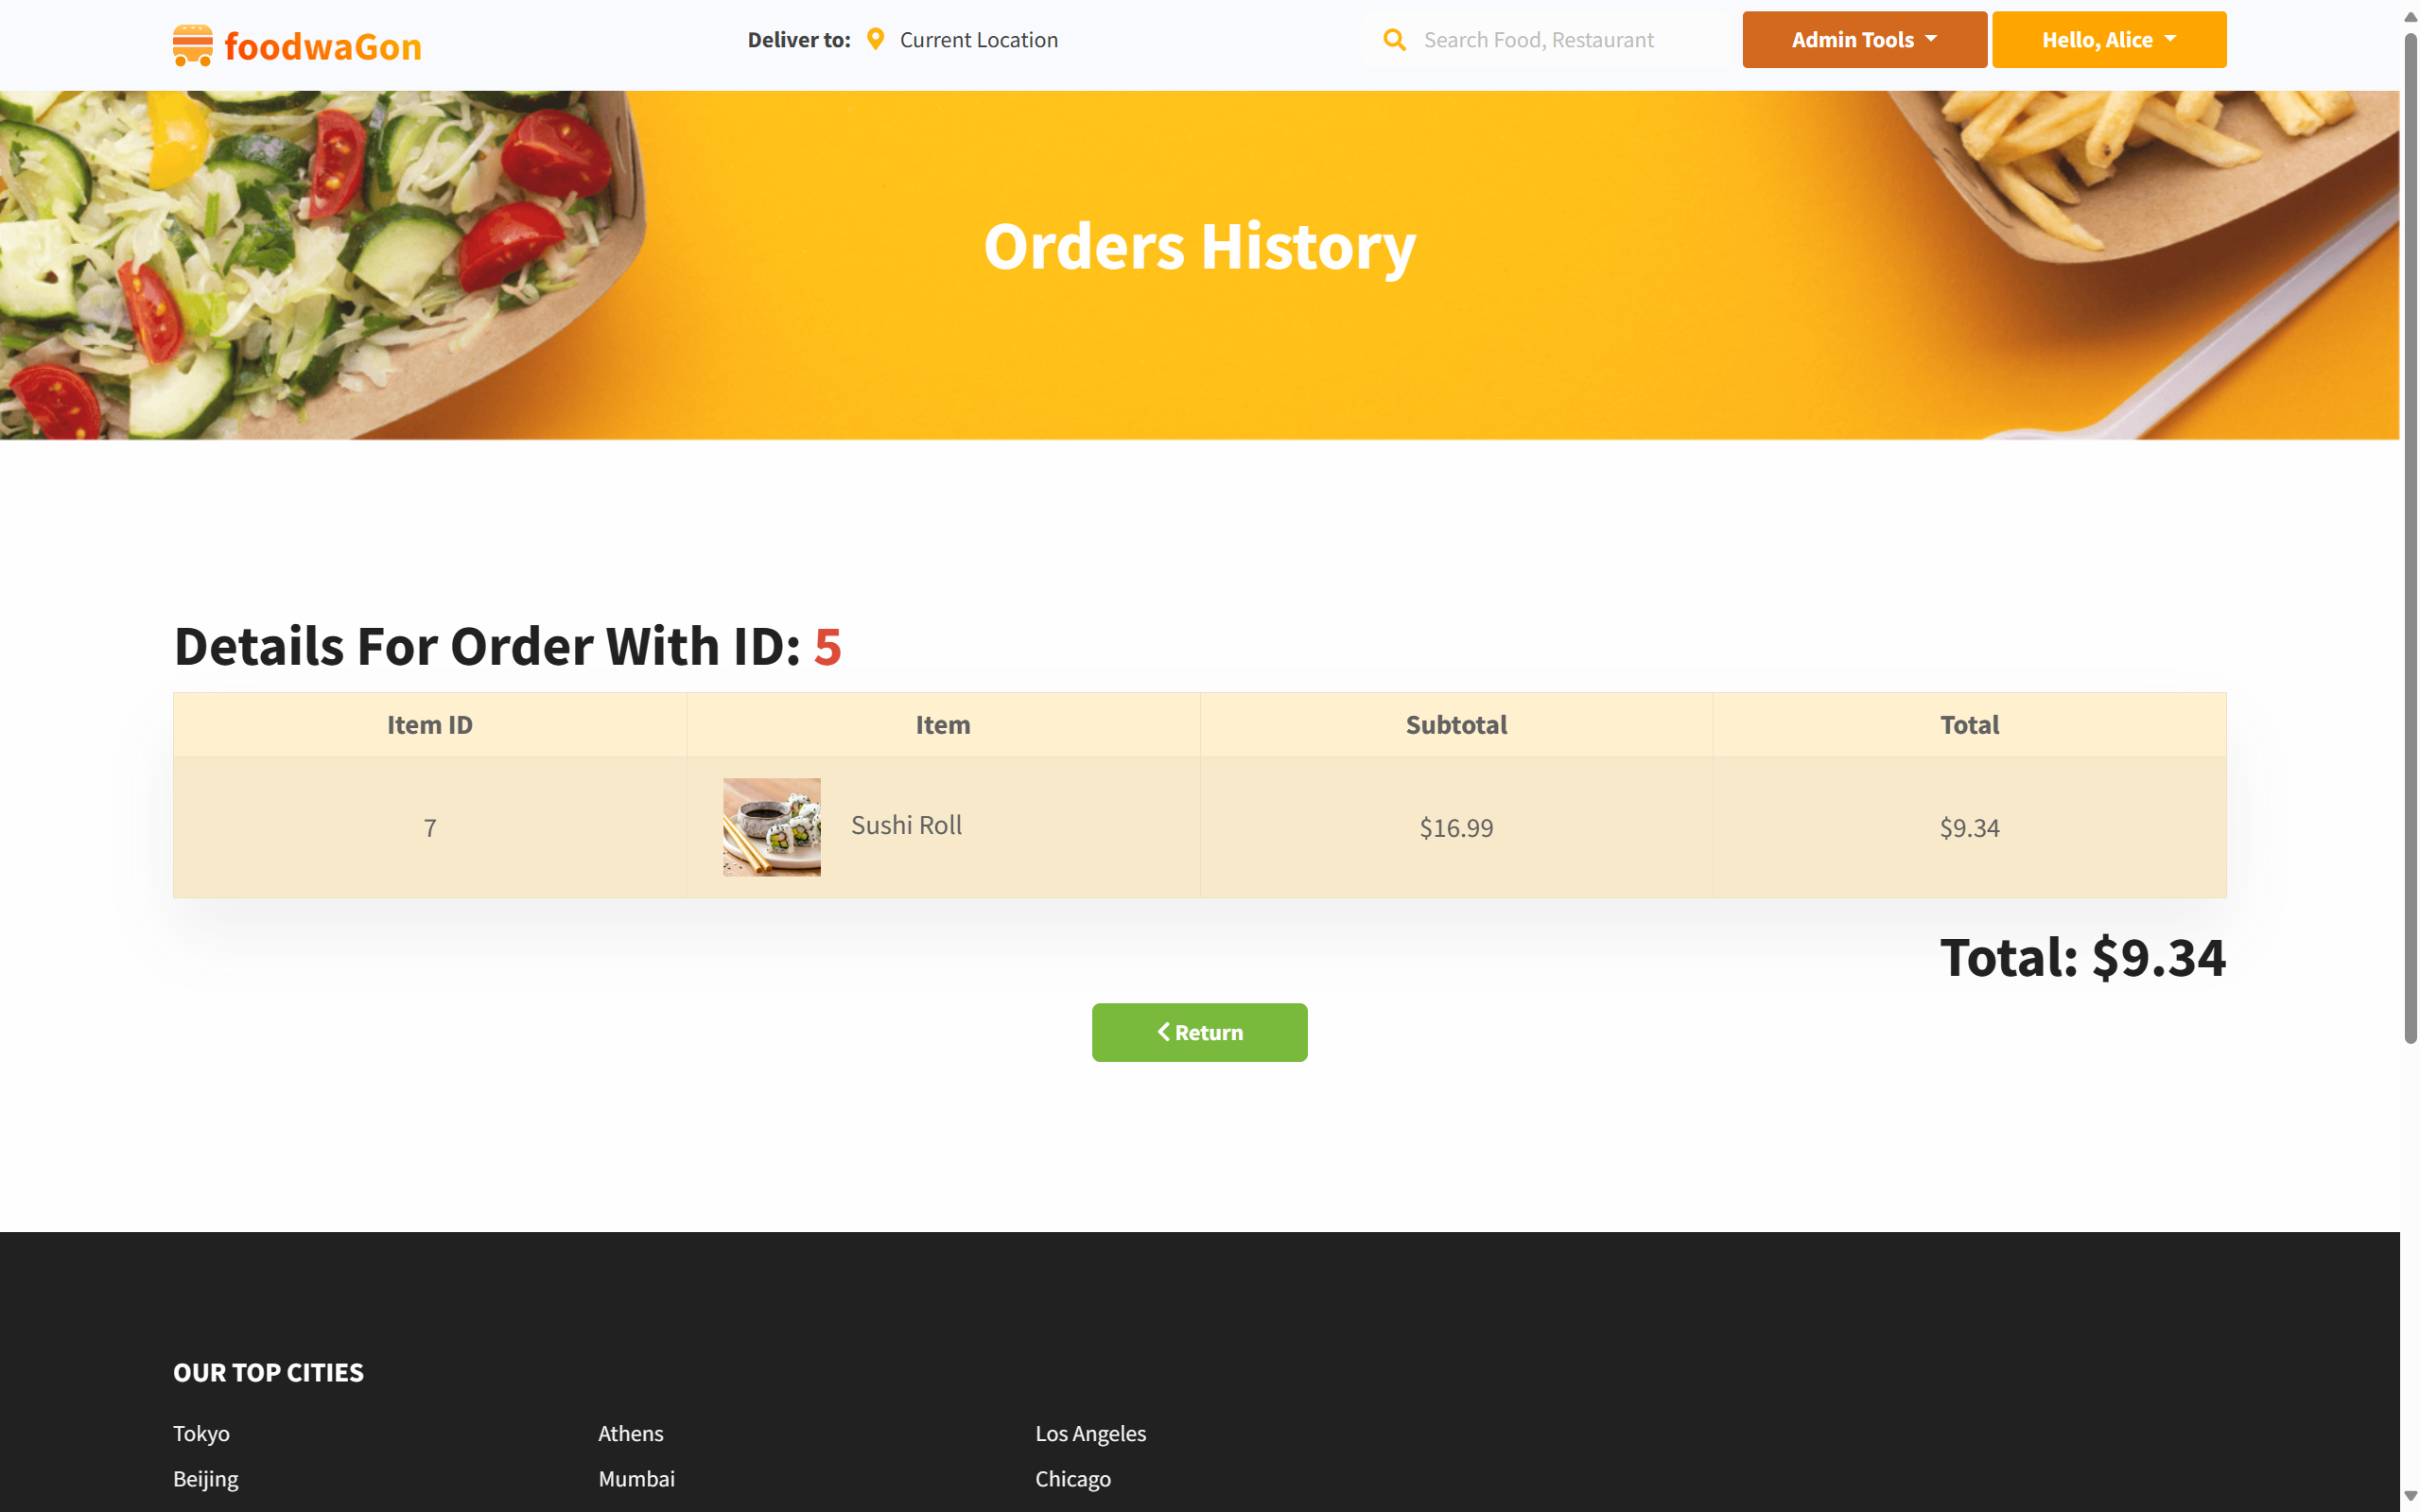 foodwaGon
Deliver to: Current Location
Search Food, Restaurant
Admin Tools
Hello, Alice
Orders History
Details For Order With ID: 5
Item ID Item Subtotal Total
7 Sushi Roll $16.99 $9.34
Total: $9.34
Return
OUR TOP CITIES
Tokyo Athens Los Angeles
Beijing Mumbai Chicago